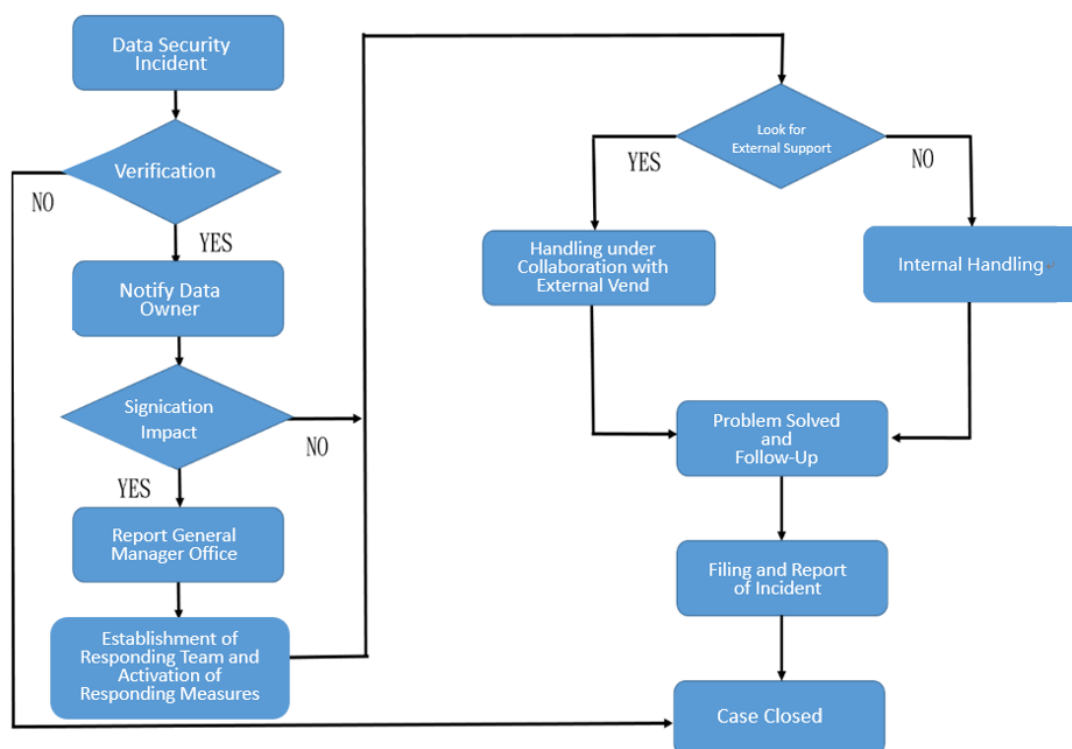 Data Security
Incident
Verification
NO
YES
Notify Data
Owner
Signication
Impact
NO
YES
Report General
Manager Office
Establishment of
Responding Team and
Activation of
Responding Measures
Look for
External Support
YES
NO
Handling under
Collaboration with
External Vend
Internal Handling
Problem Solved
and
Follow-Up
Filing and Report
of Incident
Case Closed